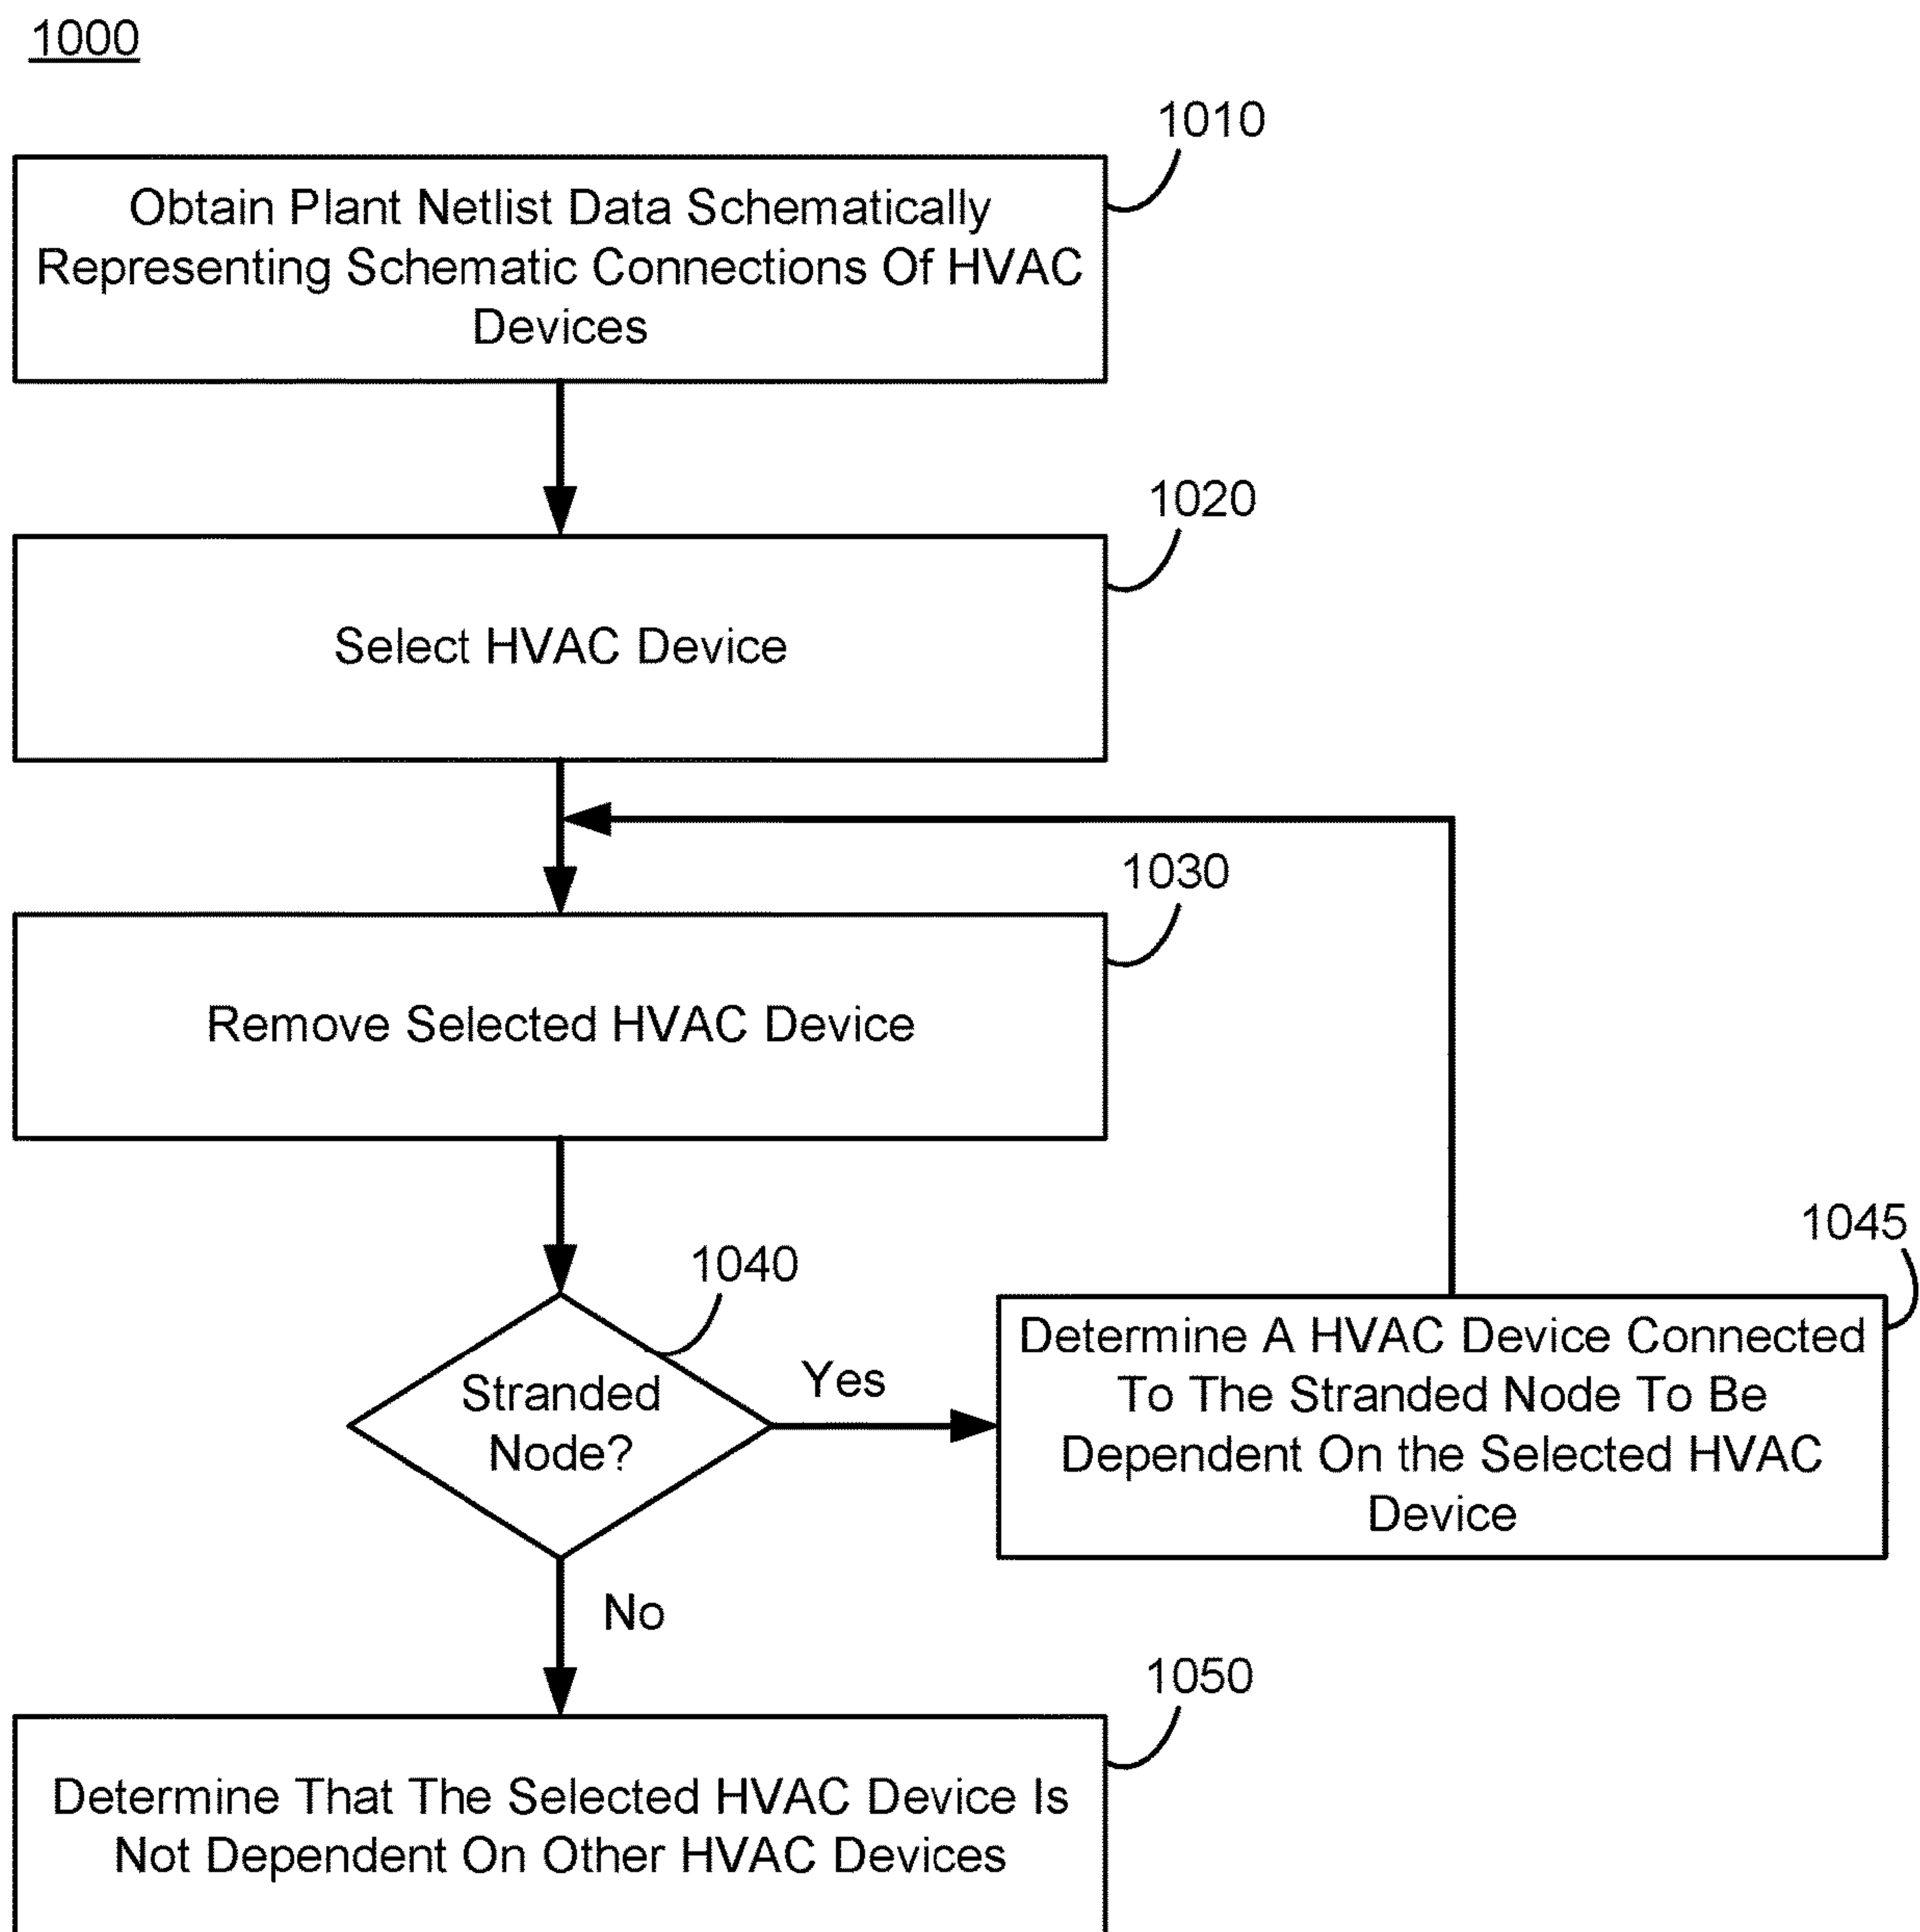 1000
1010
Obtain Plant Netlist Data Schematically
Representing Schematic Connections Of HVAC
Devices
1020
Select HVAC Device
1030
Remove Selected HVAC Device
1040
Stranded
Node?
Yes
1045
Determine A HVAC Device Connected
To The Stranded Node To Be
Dependent On the Selected HVAC
Device
No
1050
Determine That The Selected HVAC Device Is
Not Dependent On Other HVAC Devices